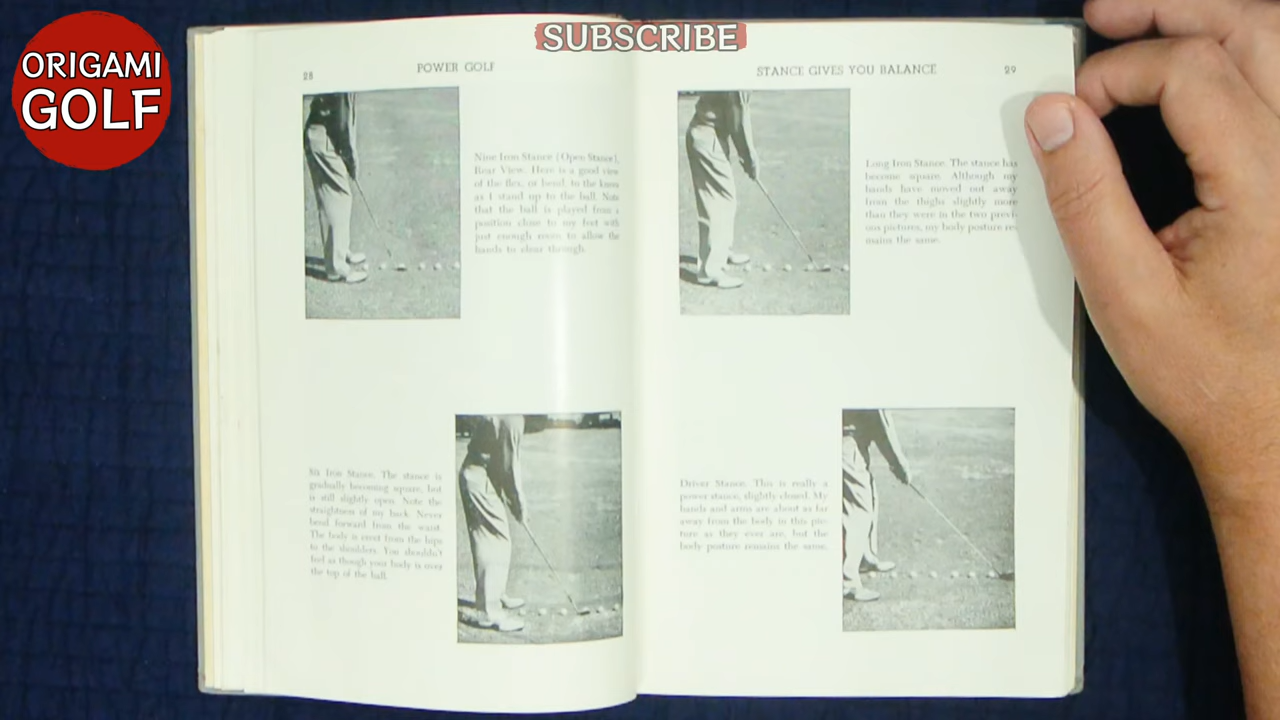 ORIGAMI
GOLF
SUBSCRIBE
28
POWER GOLF
Nine Iron Stance (Open Stance),
Rear View. Here is a good view
of the flex, or bend, to the knees
as I stand up to the ball. Note
that the ball is played from a
position close to my feet with
just enough room to allow the
hands to clear through.
Six Iron Stance. The stance is
gradually becoming square, but
is still slightly open. Note the
straightness of my back. Never
bend forward from the waist.
The body is erect from the hips
to the shoulders. You shouldn't
feel as though your body is over
the top of the ball.
STANCE GIVES YOU BALANCE
29
Long Iron Stance. The stance has
become square. Although my
hands have moved out away
from the thighs slightly more
than they were in the two previ-
ous pictures, my body posture re-
mains the same.
Driver Stance. This is really a
power stance, slightly closed. My
hands and arms are about as far
away from the body in this pic-
ture as they ever are, but the
body posture remains the same.